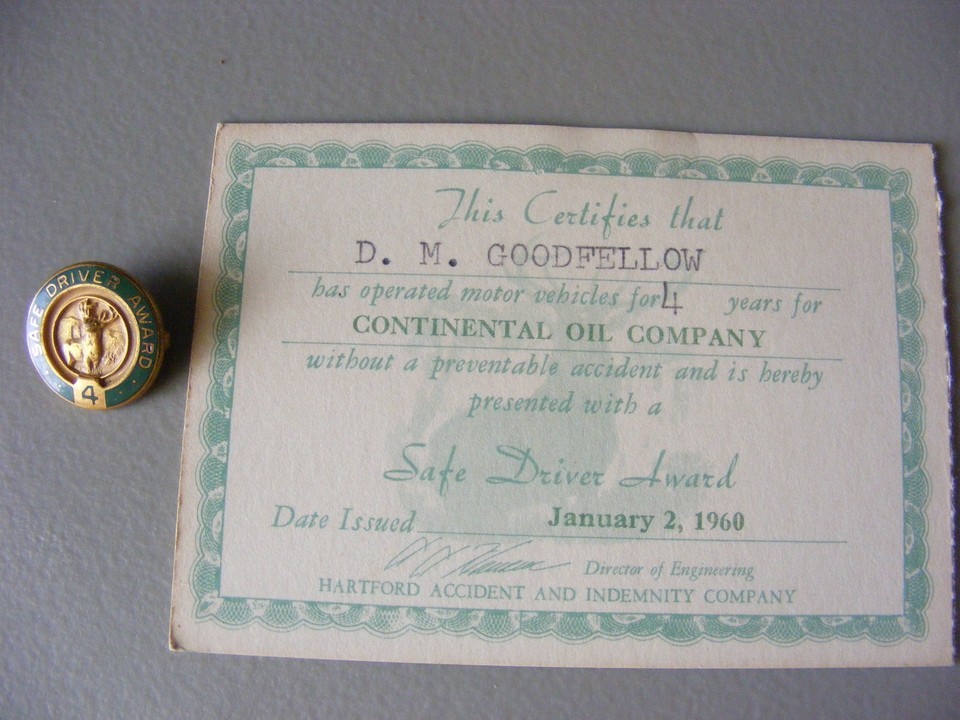 SAFE DRIVER AWARD
4
This Certifies that
D. M. GOODFELLOW
has operated motor vehicles for 4 years for
CONTINENTAL OIL COMPANY
without a preventable accident and is hereby
presented with a
Safe Driver Award
Date Issued January 2, 1960
Director of Engineering
HARTFORD ACCIDENT AND INDEMNITY COMPANY